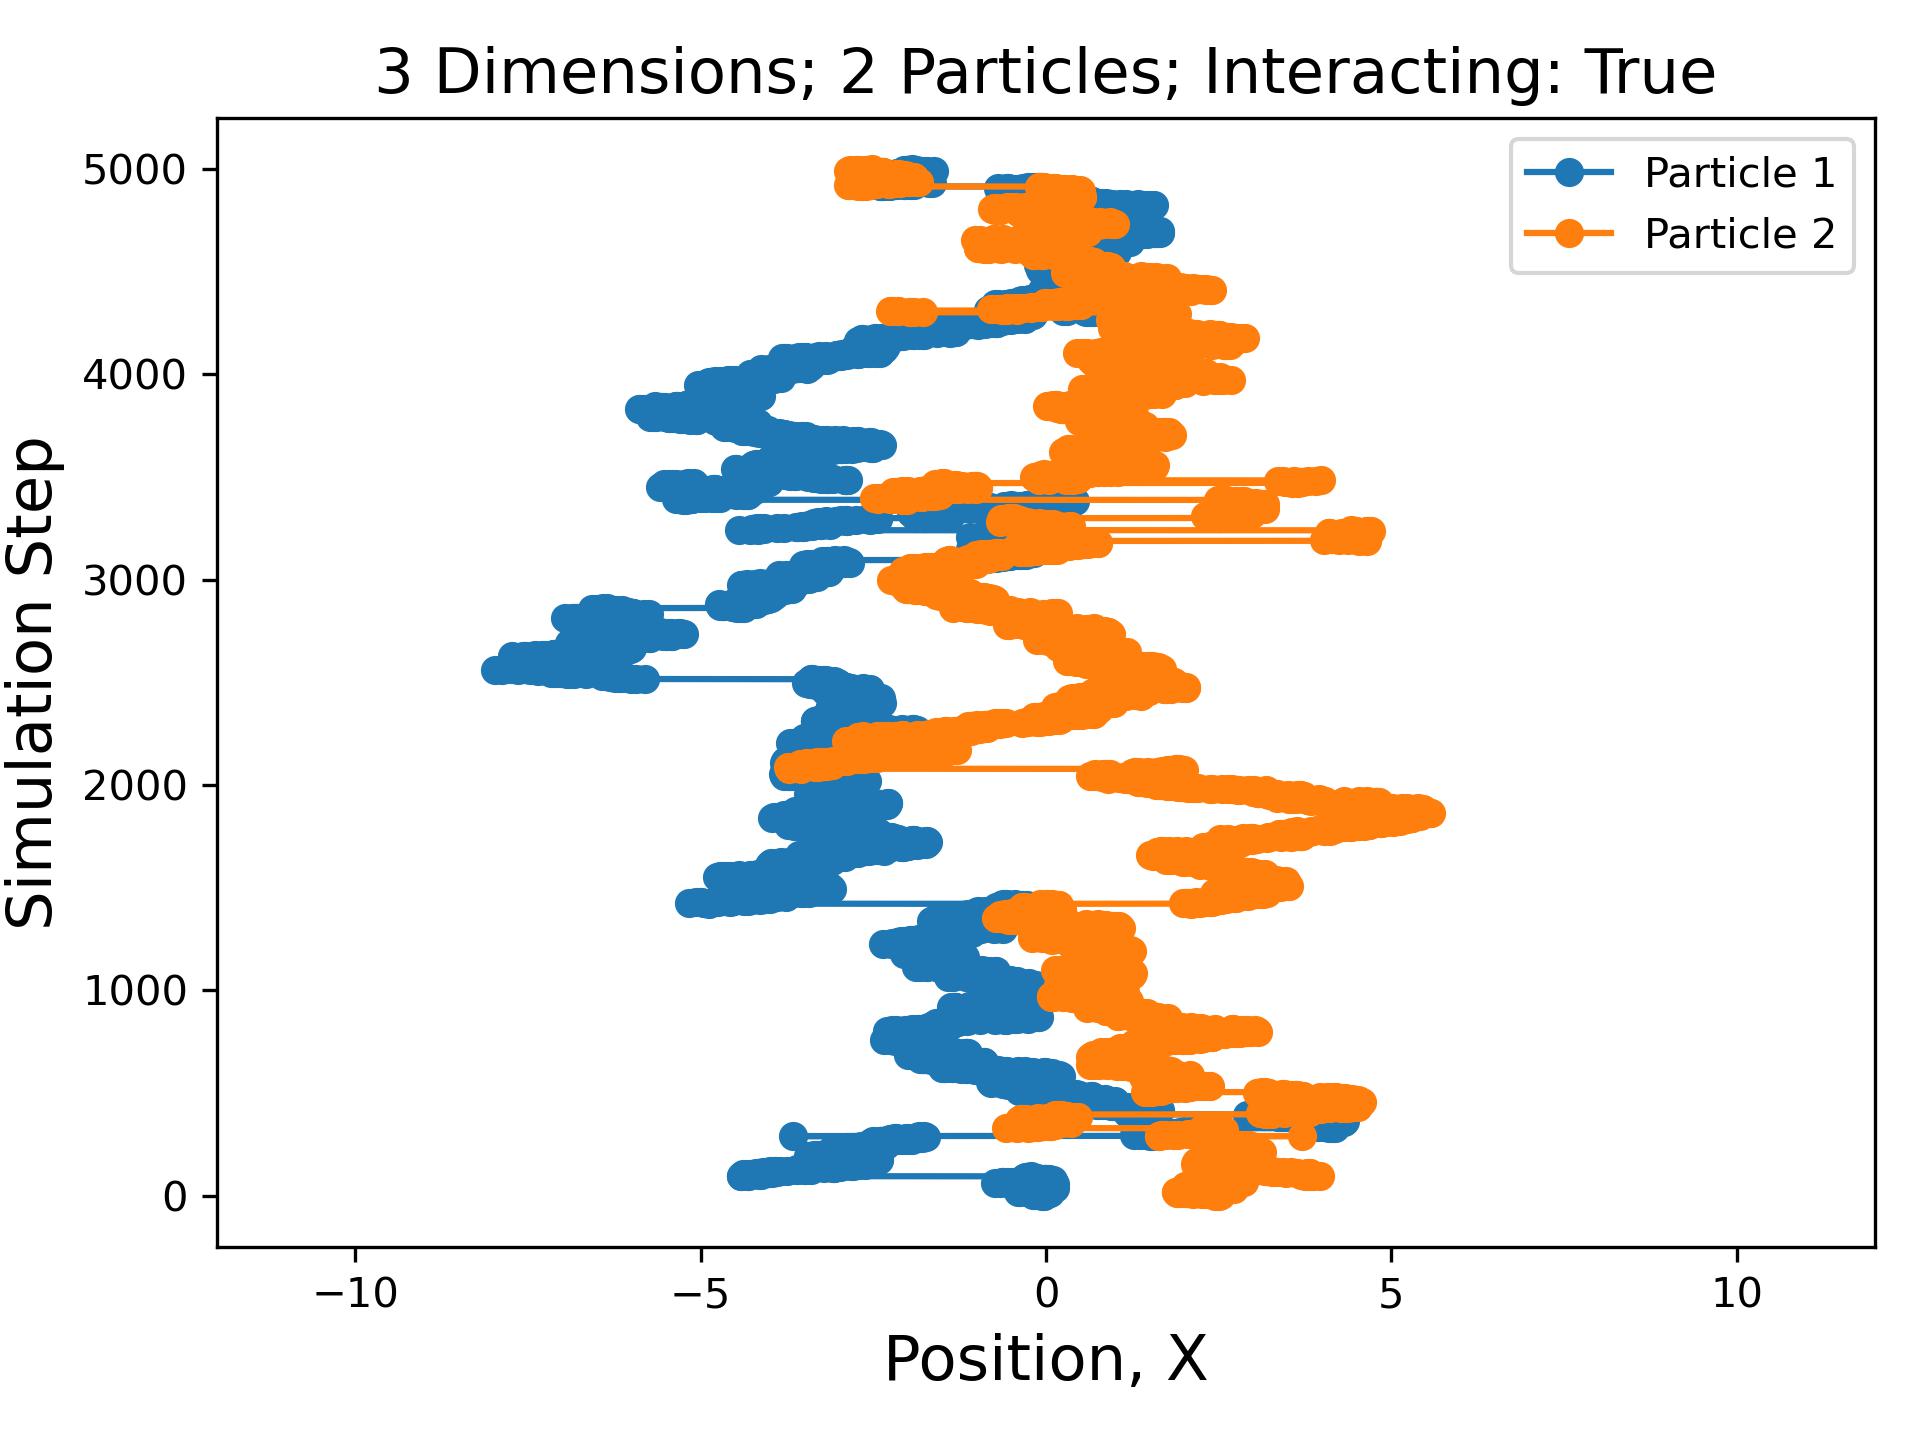 3 Dimensions; 2 Particles; Interacting: True
Particle 1
Particle 2
5000
4000
3000
2000
1000
0
Simulation Step
−10
−5
0
5
10
Position, X